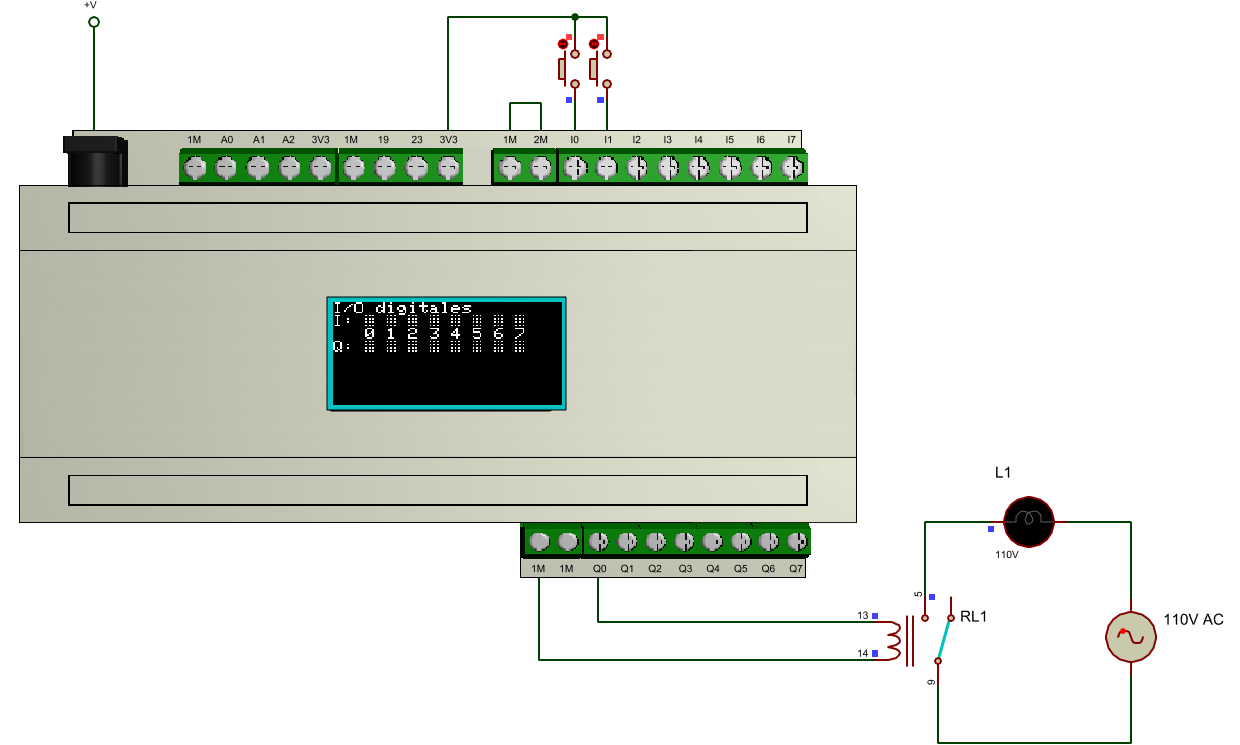 +V
1M A0 A1 A2 3V3 1M 19 23 3V3 1M 2M I0 I1 I2 I3 I4 I5 I6 I7
I/O digitales
I:
0 1 2 3 4 5 6 7
Q:
L1
110V
1M 1M Q0 Q1 Q2 Q3 Q4 Q5 Q6 Q7
5
13
RL1
110V AC
14
9